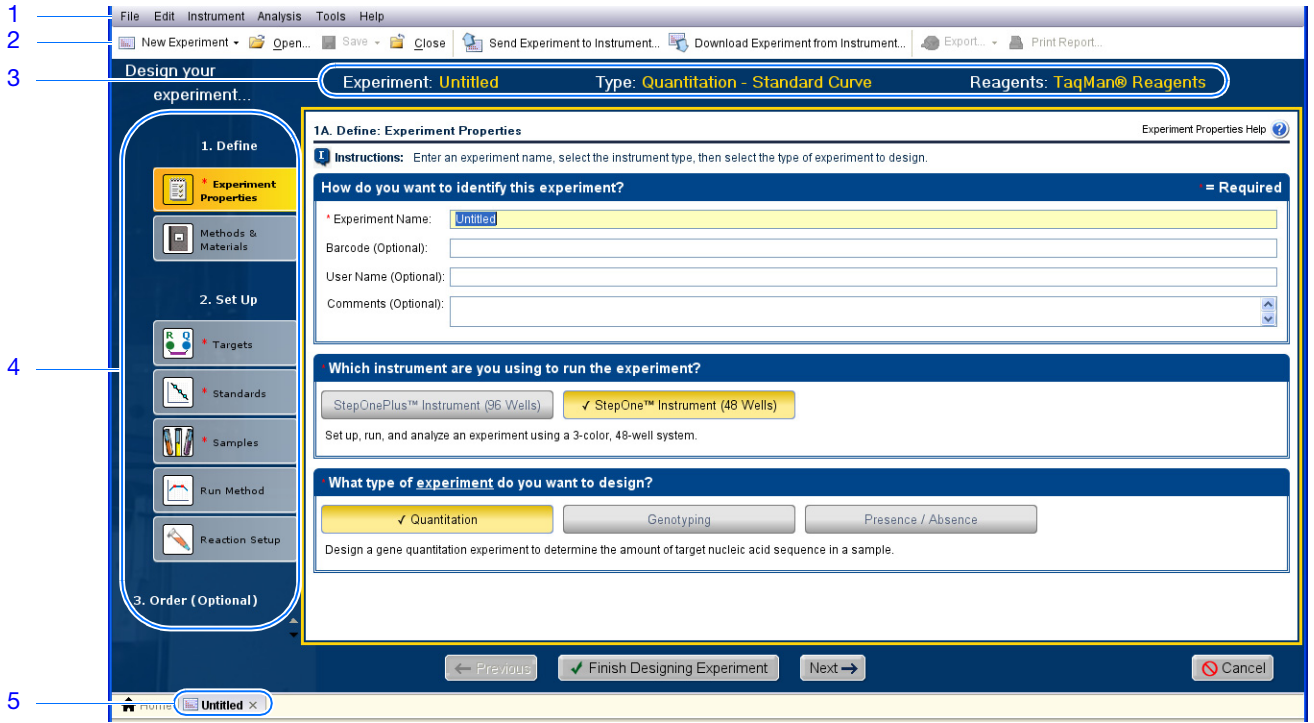 1
File Edit Instrument Analysis Tools Help
2
New Experiment Open... Save Close Send Experiment to Instrument... Download Experiment from Instrument... Export... Print Report...
3
Design your
experiment...
Experiment: Untitled Type: Quantitation - Standard Curve Reagents: TaqMan® Reagents
4
1. Define
* Experiment
Properties
Methods &
Materials
2. Set Up
R Q
* Targets
* Standards
* Samples
Run Method
Reaction Setup
3. Order (Optional)
1A. Define: Experiment Properties Experiment Properties Help ?
I Instructions: Enter an experiment name, select the instrument type, then select the type of experiment to design.
How do you want to identify this experiment? * = Required
* Experiment Name: Untitled
Barcode (Optional):
User Name (Optional):
Comments (Optional):
* Which instrument are you using to run the experiment?
StepOnePlus™ Instrument (96 Wells) ✓ StepOne™ Instrument (48 Wells)
Set up, run, and analyze an experiment using a 3-color, 48-well system.
* What type of experiment do you want to design?
✓ Quantitation Genotyping Presence / Absence
Design a gene quantitation experiment to determine the amount of target nucleic acid sequence in a sample.
← Previous ✓ Finish Designing Experiment Next → Cancel
5
Home Untitled ×